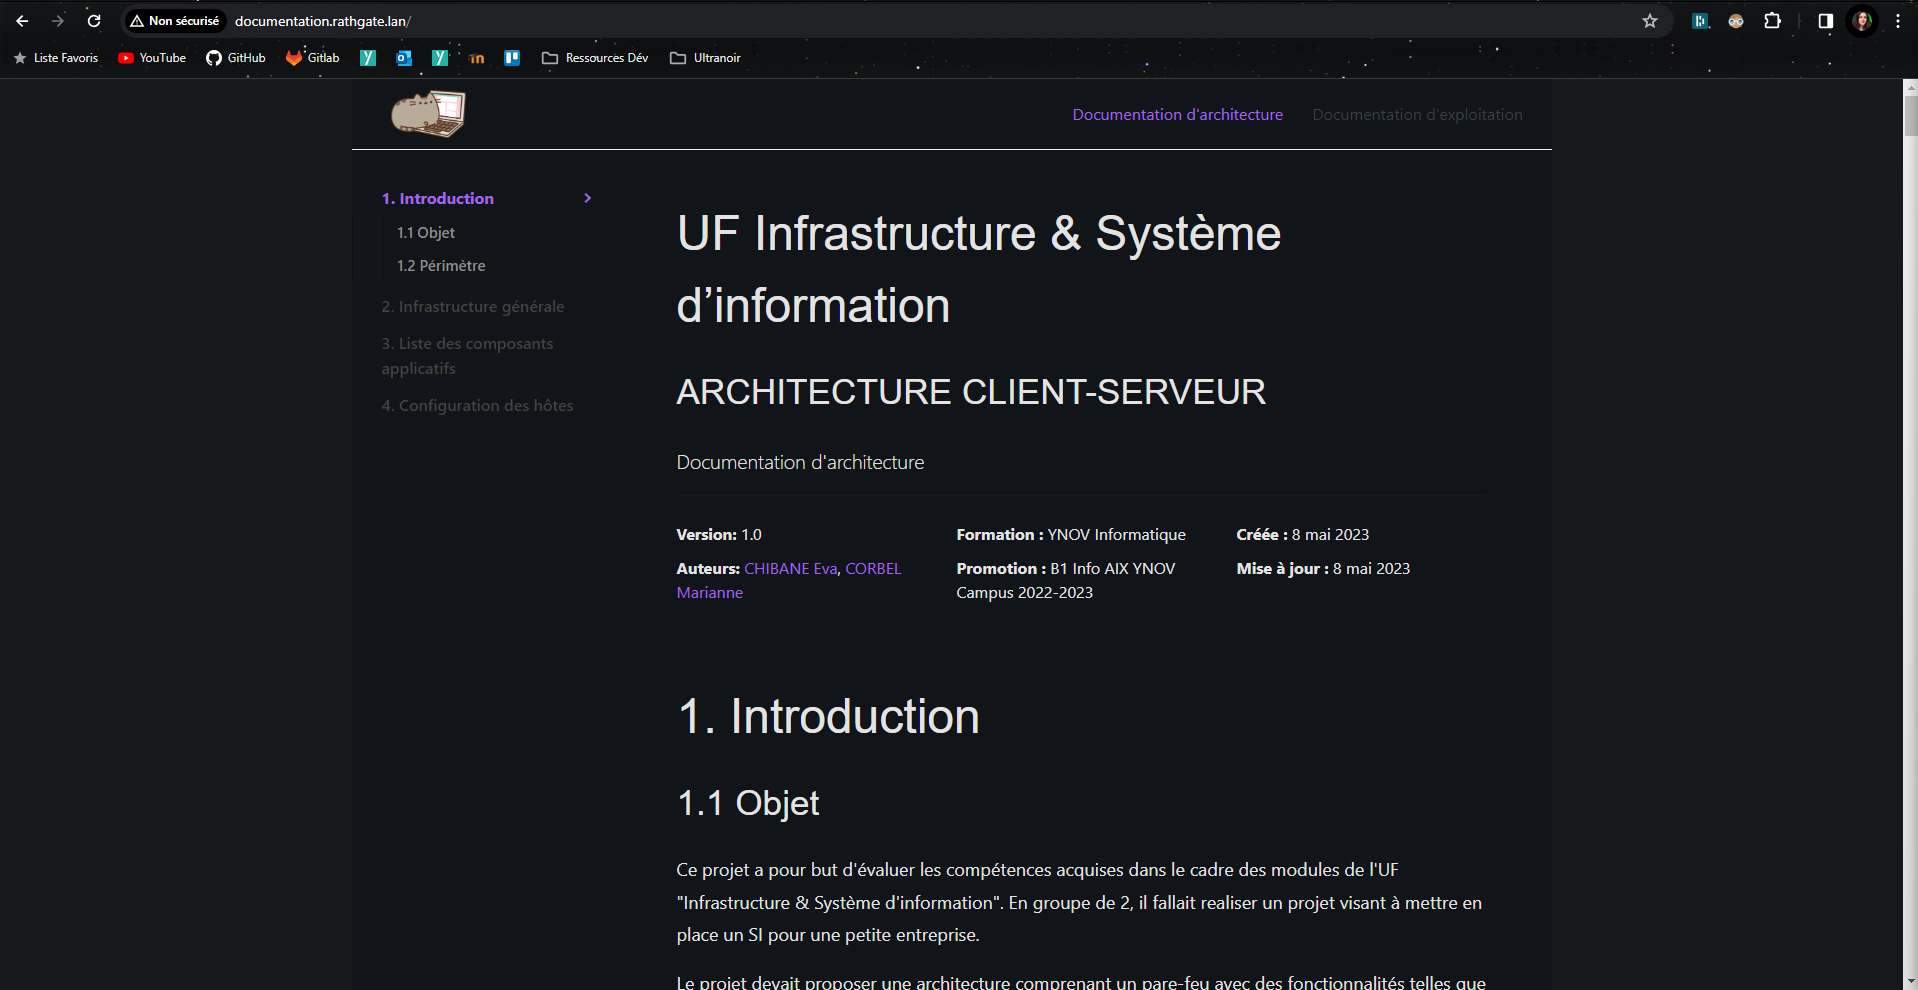 Non sécurisé documentation.rathgate.lan/
Liste Favoris YouTube GitHub Gitlab Ressources Dév Ultranoir
Documentation d'architecture Documentation d'exploitation
1. Introduction
1.1 Objet
1.2 Périmètre
2. Infrastructure générale
3. Liste des composants
applicatifs
4. Configuration des hôtes
UF Infrastructure & Système
d’information
ARCHITECTURE CLIENT-SERVEUR
Documentation d'architecture
Version: 1.0
Auteurs: CHIBANE Eva, CORBEL
Marianne
Formation : YNOV Informatique
Promotion : B1 Info AIX YNOV
Campus 2022-2023
Créée : 8 mai 2023
Mise à jour : 8 mai 2023
1. Introduction
1.1 Objet
Ce projet a pour but d'évaluer les compétences acquises dans le cadre des modules de l'UF
"Infrastructure & Système d'information". En groupe de 2, il fallait realiser un projet visant à mettre en
place un SI pour une petite entreprise.
Le projet devait proposer une architecture comprenant un pare-feu avec des fonctionnalités telles que